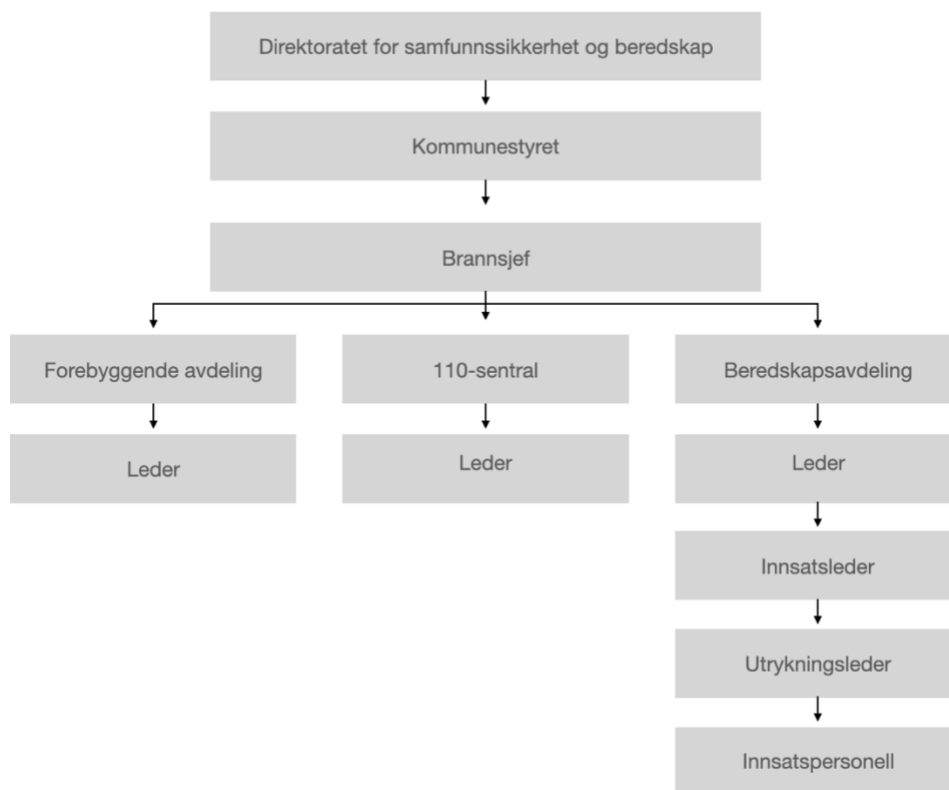 Direktoratet for samfunnssikkerhet og beredskap
Kommunestyret
Brannsjef
Forebyggende avdeling
110-sentral
Beredskapsavdeling
Leder
Leder
Leder
Innsatsleder
Utrykningsleder
Innsatspersonell